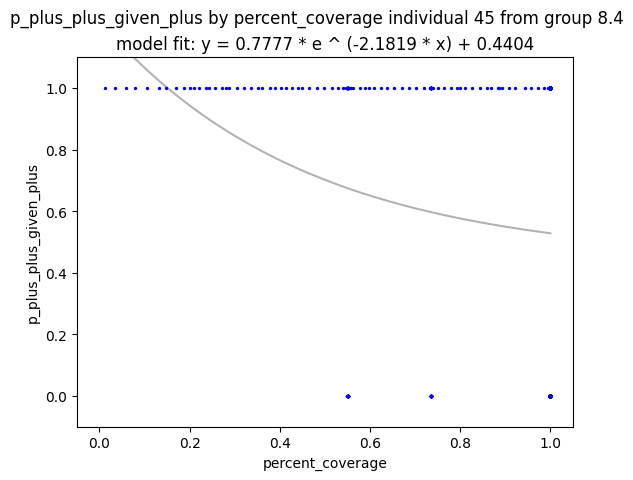 p_plus_plus_given_plus by percent_coverage individual 45 from group 8.4
model fit: y = 0.7777 * e ^ (-2.1819 * x) + 0.4404
1.0
0.8
0.6
0.4
0.2
0.0
p_plus_plus_given_plus
0.0 0.2 0.4 0.6 0.8 1.0
percent_coverage